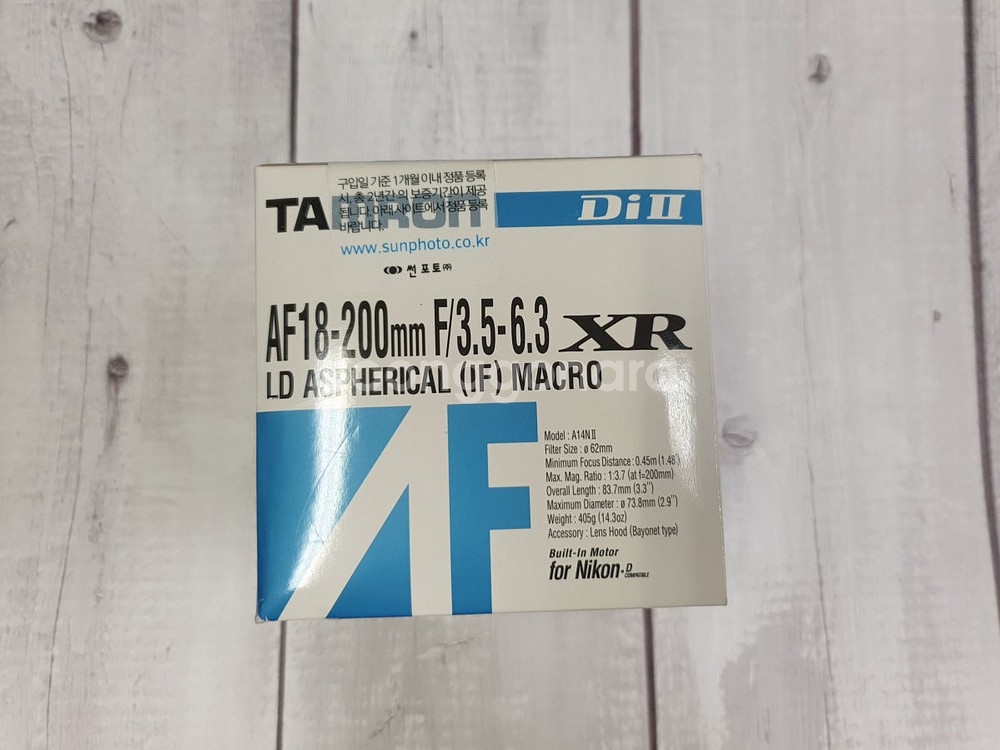 구입일 기준 1개월 이내 정품 등록
시, 총 2년간의 보증기간이 제공
됩니다. 아래 사이트에서 정품 등록
바랍니다.
www.sunphoto.co.kr
썬포토㈜
TAMRON
Di II
AF18-200mm F/3.5-6.3 XR
LD ASPHERICAL (IF) MACRO
AF
Model : A14N II
Filter Size : ø 62mm
Minimum Focus Distance : 0.45m (1.48'
Max. Mag. Ratio : 1:3.7 (at f=200mm)
Overall Length : 83.7mm (3.3")
Maximum Diameter : ø 73.8mm (2.9")
Weight : 405g (14.3oz)
Accessory : Lens Hood (Bayonet type)
Built-In Motor
for Nikon-D
COMPATIBLE